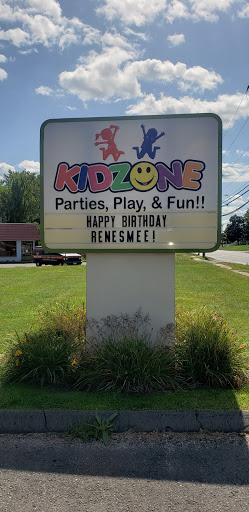 KIDZONE
Parties, Play, & Fun!!
HAPPY BIRTHDAY
RENESMEE!